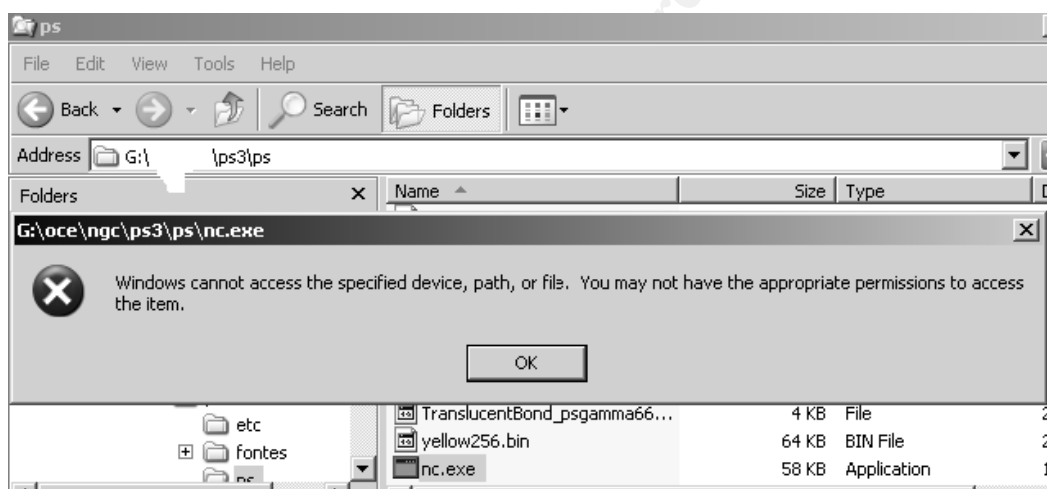 ps
File Edit View Tools Help
Back Search Folders
Address G:\ \ps3\ps
Folders x Name Size Type
G:\oce\ngc\ps3\ps\nc.exe
Windows cannot access the specified device, path, or file. You may not have the appropriate permissions to access
the item.
OK
etc TranslucentBond_psgamma66... 4 KB File
fontes yellow256.bin 64 KB BIN File
ps nc.exe 58 KB Application